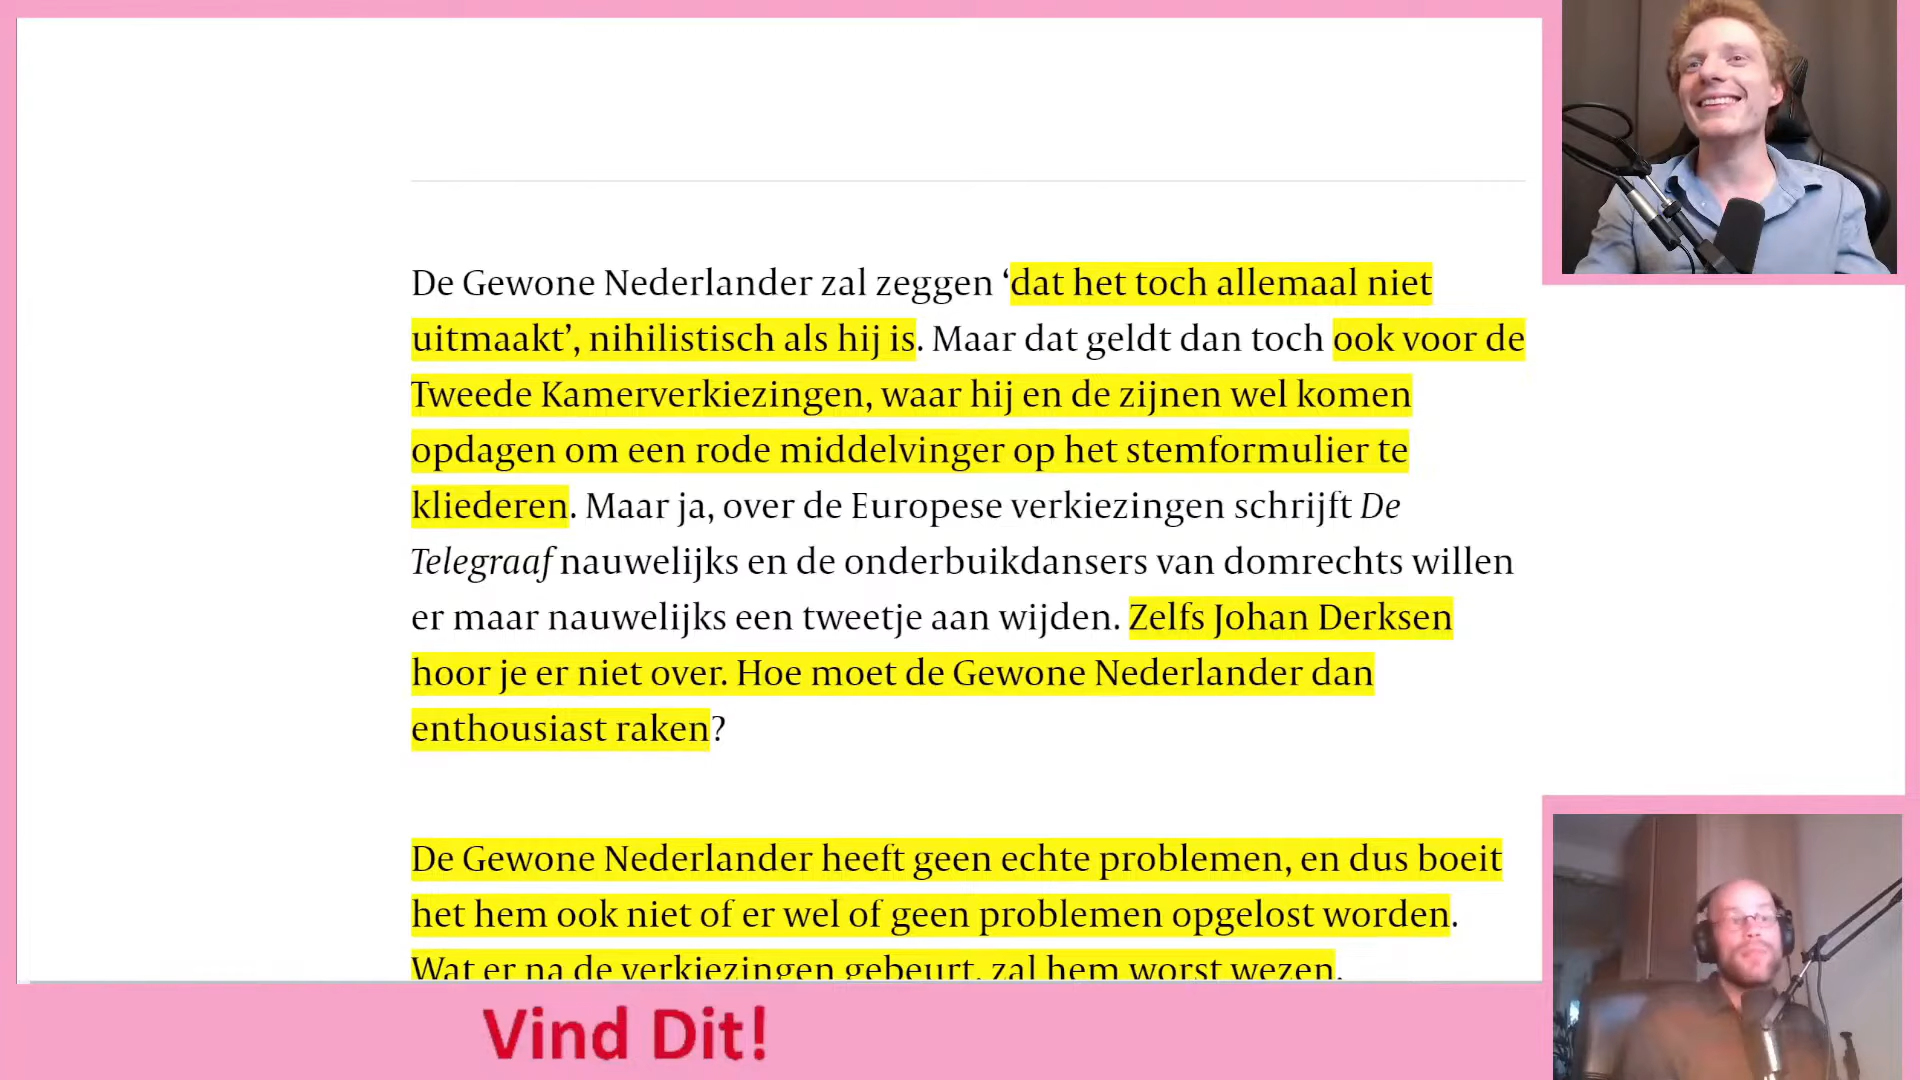 De Gewone Nederlander zal zeggen ‘dat het toch allemaal niet
uitmaakt’, nihilistisch als hij is. Maar dat geldt dan toch ook voor de
Tweede Kamerverkiezingen, waar hij en de zijnen wel komen
opdagen om een rode middelvinger op het stemformulier te
kliederen. Maar ja, over de Europese verkiezingen schrijft De
Telegraaf nauwelijks en de onderbuikdansers van domrechts willen
er maar nauwelijks een tweetje aan wijden. Zelfs Johan Derksen
hoor je er niet over. Hoe moet de Gewone Nederlander dan
enthousiast raken?
De Gewone Nederlander heeft geen echte problemen, en dus boeit
het hem ook niet of er wel of geen problemen opgelost worden.
Wat er na de verkiezingen gebeurt, zal hem worst wezen.
Vind Dit!